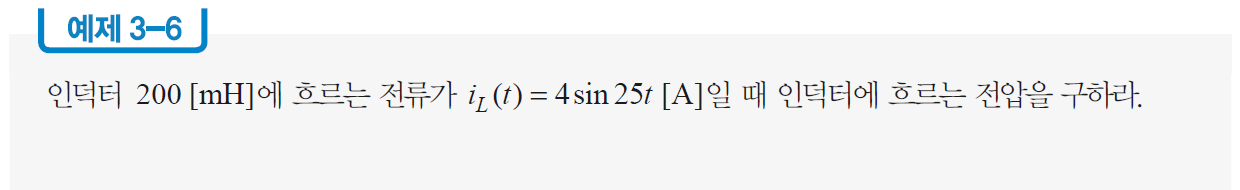 예제 3-6
인덕터 200 [mH]에 흐르는 전류가 i_L(t) = 4 sin 25t [A]일 때 인덕터에 흐르는 전압을 구하라.